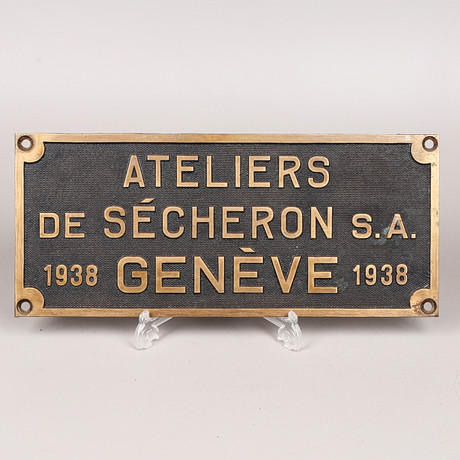 ATELIERS
DE SÉCHERON S.A.
1938 GENÈVE 1938